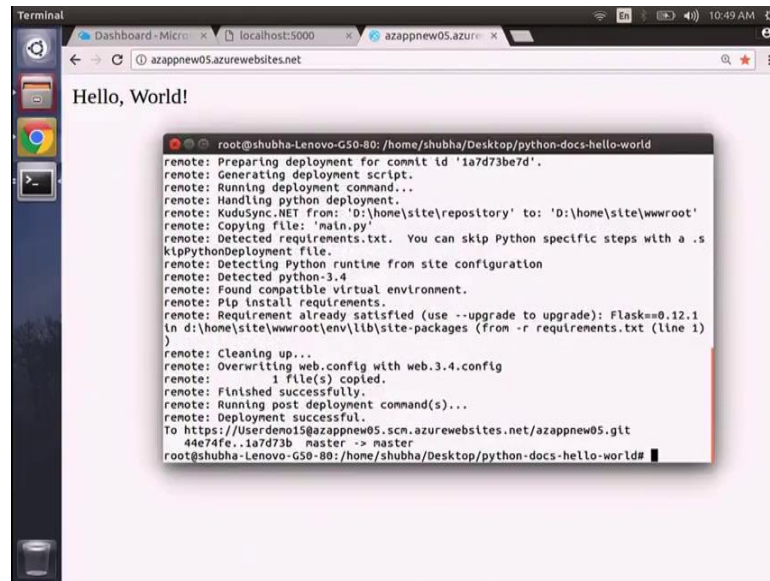 Terminal
En
10:49 AM
Dashboard - Micro
localhost:5000
azappnew05.azure
azappnew05.azurewebsites.net
Hello, World!
root@shubha-Lenovo-G50-80: /home/shubha/Desktop/python-docs-hello-world
remote: Preparing deployment for commit id '1a7d73be7d'.
remote: Generating deployment script.
remote: Running deployment command...
remote: Handling python deployment.
remote: KuduSync.NET from: 'D:\home\site\repository' to: 'D:\home\site\wwwroot'
remote: Copying file: 'main.py'
remote: Detected requirements.txt.  You can skip Python specific steps with a .s
kipPythonDeployment file.
remote: Detecting Python runtime from site configuration
remote: Detected python-3.4
remote: Found compatible virtual environment.
remote: Pip install requirements.
remote: Requirement already satisfied (use --upgrade to upgrade): Flask==0.12.1
in d:\home\site\wwwroot\env\lib\site-packages (from -r requirements.txt (line 1)
)
remote: Cleaning up...
remote: Overwriting web.config with web.3.4.config
remote:         1 file(s) copied.
remote: Finished successfully.
remote: Running post deployment command(s)...
remote: Deployment successful.
To https://Userdemo15@azappnew05.scm.azurewebsites.net/azappnew05.git
   44e74fe..1a7d73b  master -> master
root@shubha-Lenovo-G50-80:/home/shubha/Desktop/python-docs-hello-world#